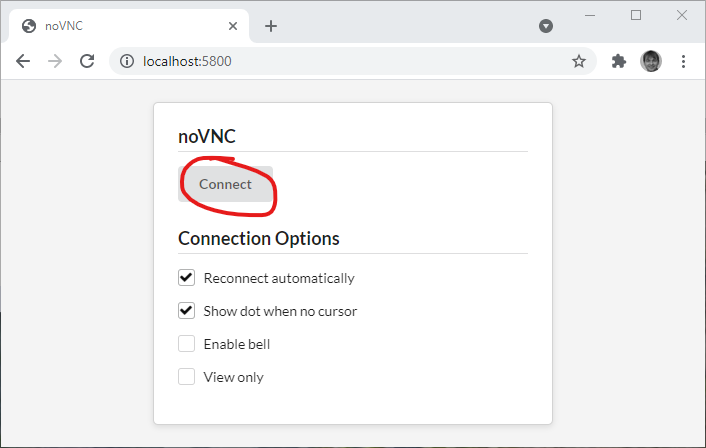 noVNC
localhost:5800
noVNC
Connect
Connection Options
Reconnect automatically
Show dot when no cursor
Enable bell
View only